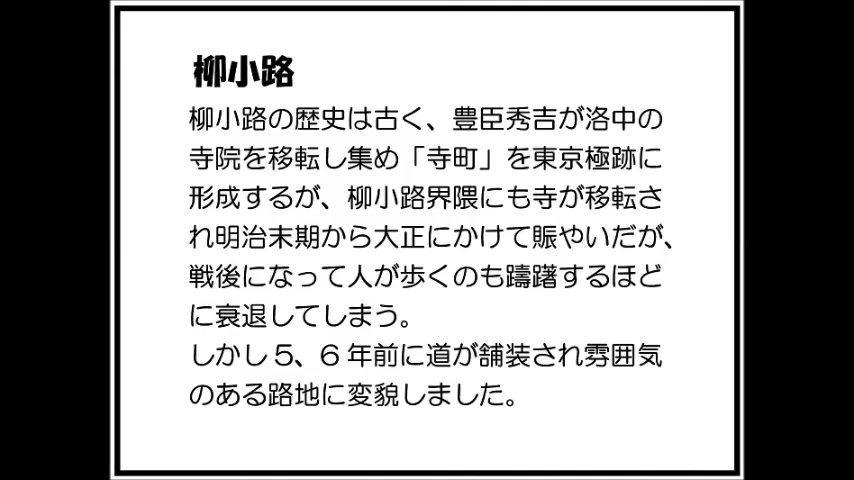 柳小路
柳小路の歴史は古く、豊臣秀吉が洛中の
寺院を移転し集め「寺町」を東京極跡に
形成するが、柳小路界隈にも寺が移転さ
れ明治末期から大正にかけて賑やいだが、
戦後になって人が歩くのも躊躇するほど
に衰退してしまう。
しかし5、6年前に道が舗装され雰囲気
のある路地に変貌しました。